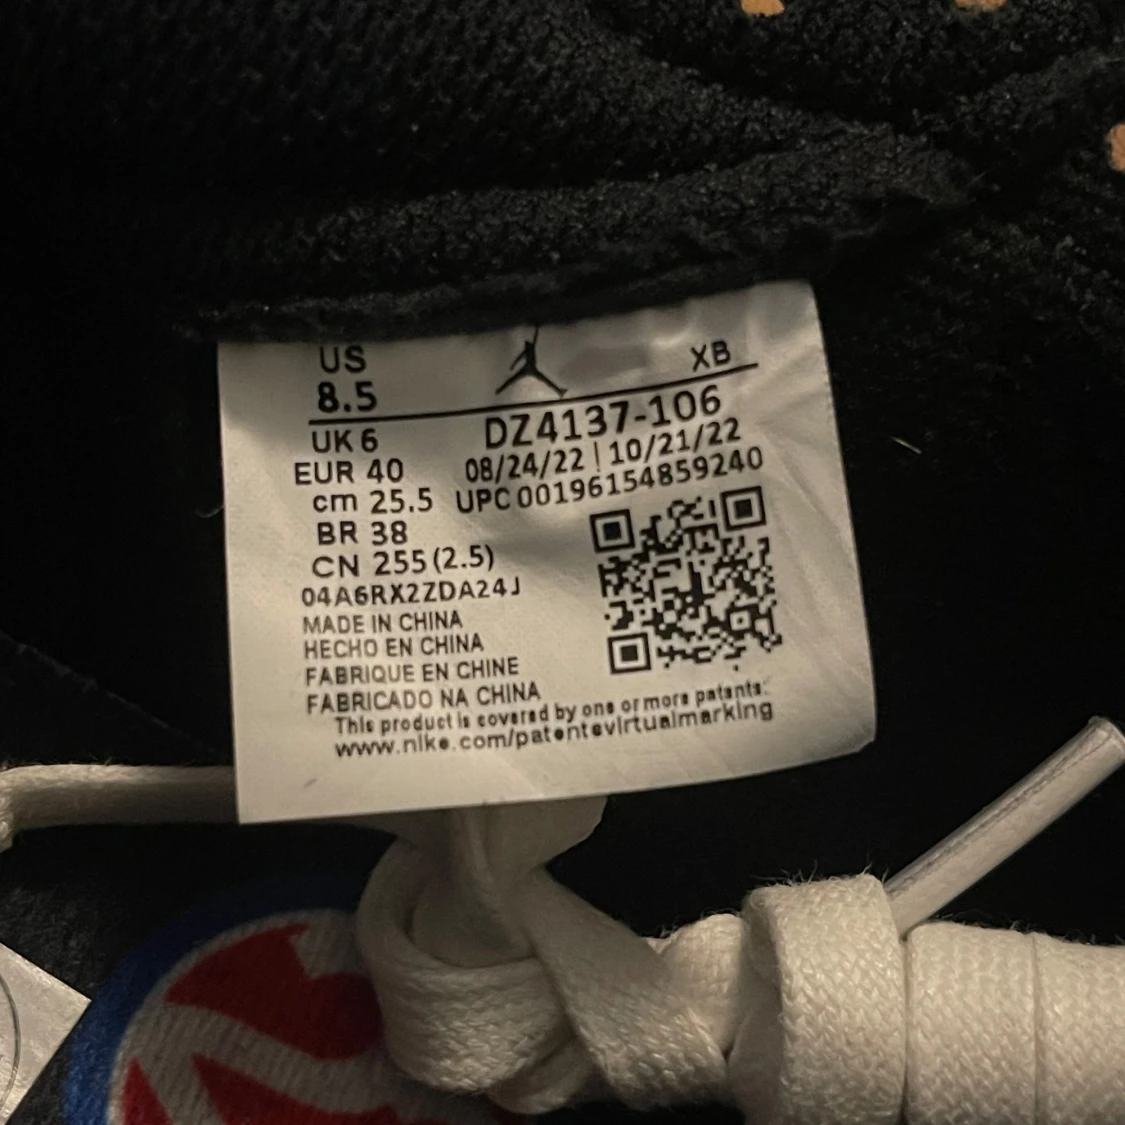 US
8.5
XB
UK 6
DZ4137-106
EUR 40
08/24/22 | 10/21/22
cm 25.5
UPC 00196154859240
BR 38
CN 255 (2.5)
04A6RX2ZDA24J
MADE IN CHINA
HECHO EN CHINA
FABRIQUE EN CHINE
FABRICADO NA CHINA
This product is covered by one or more patents:
www.nike.com/patentsvirtualmarking